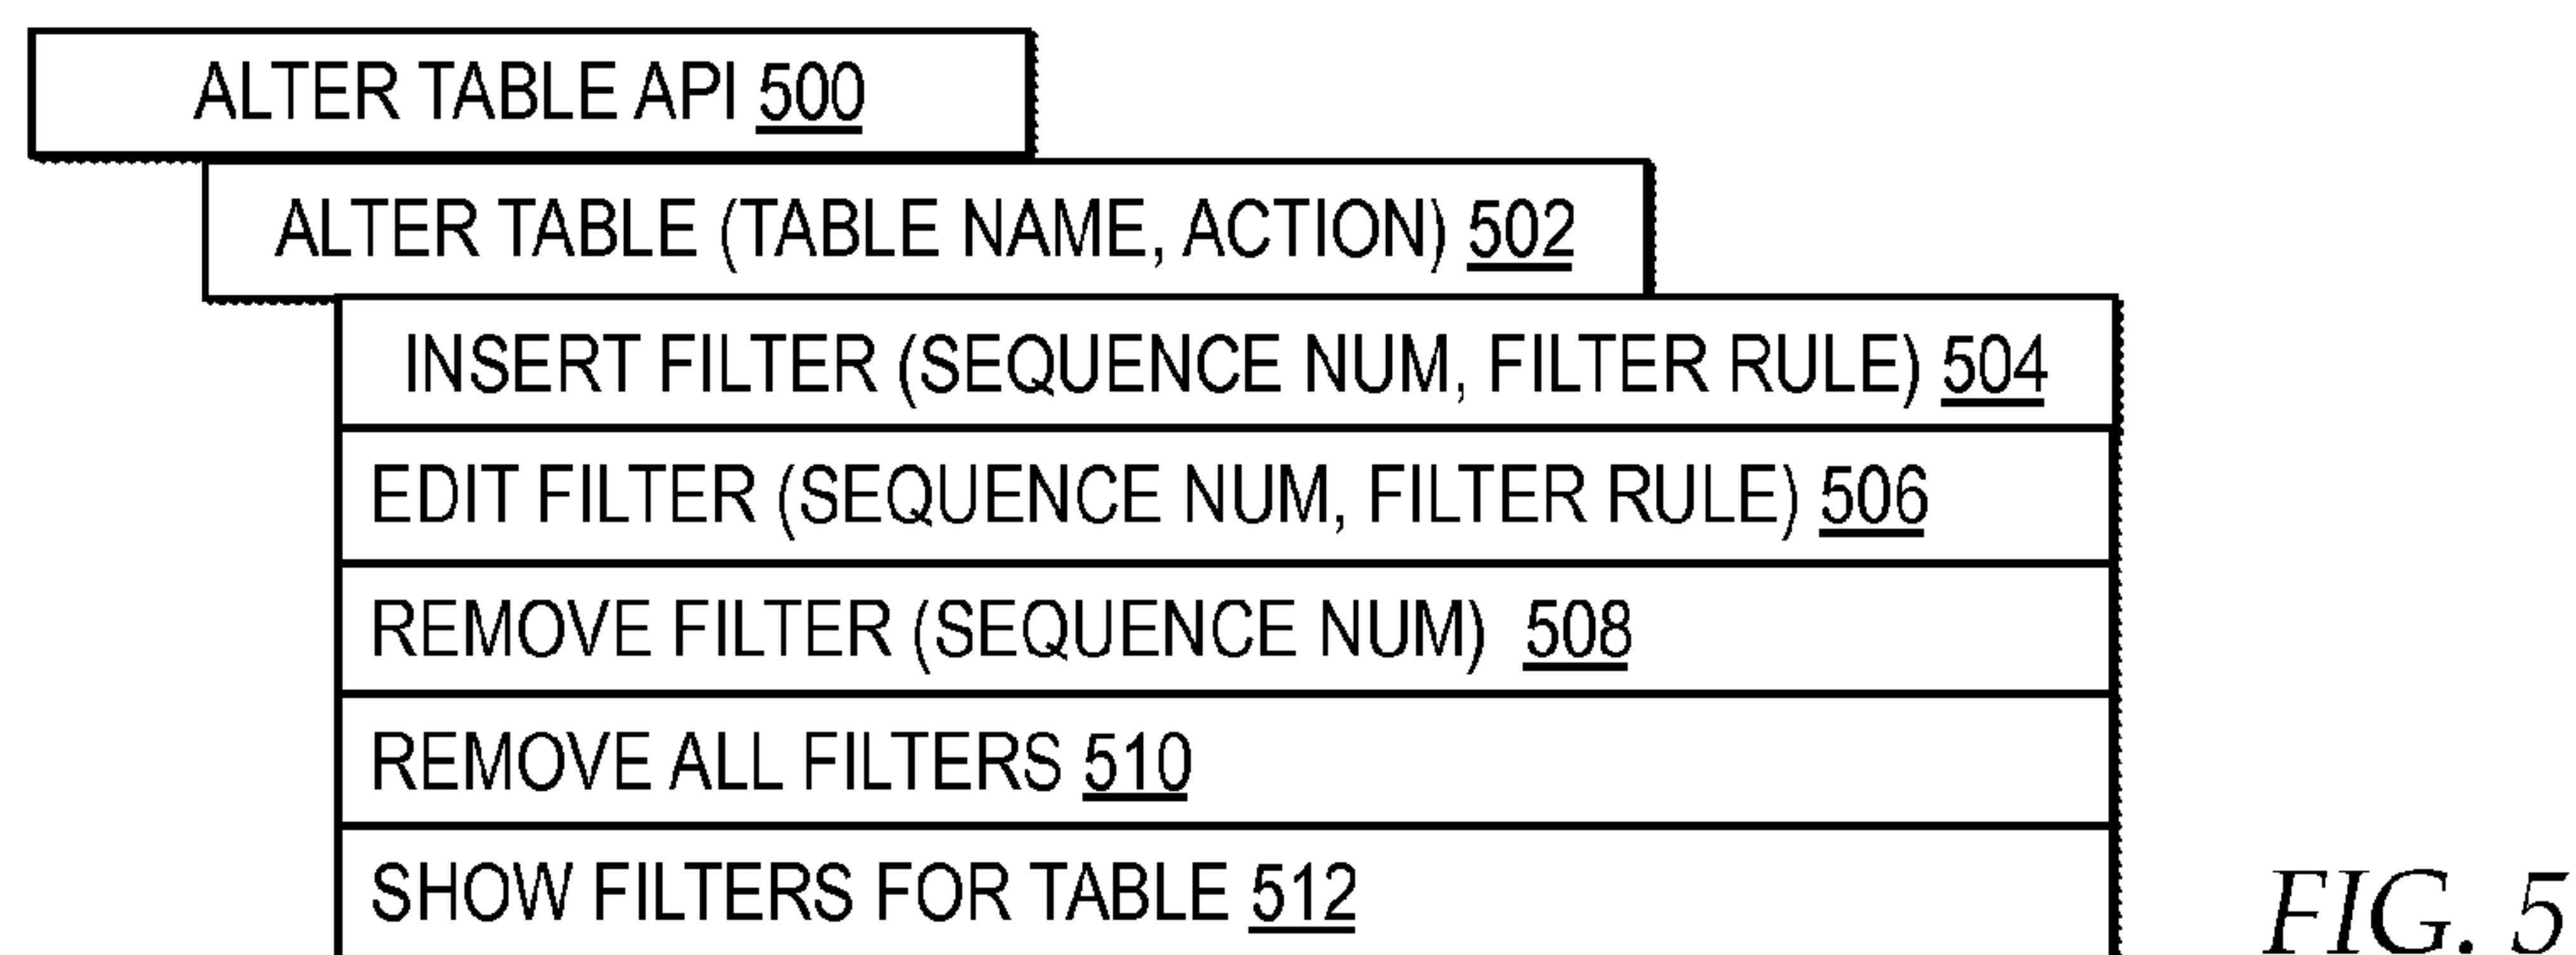 ALTER TABLE API 500
ALTER TABLE (TABLE NAME, ACTION) 502
INSERT FILTER (SEQUENCE NUM, FILTER RULE) 504
EDIT FILTER (SEQUENCE NUM, FILTER RULE) 506
REMOVE FILTER (SEQUENCE NUM) 508
REMOVE ALL FILTERS 510
SHOW FILTERS FOR TABLE 512
FIG. 5